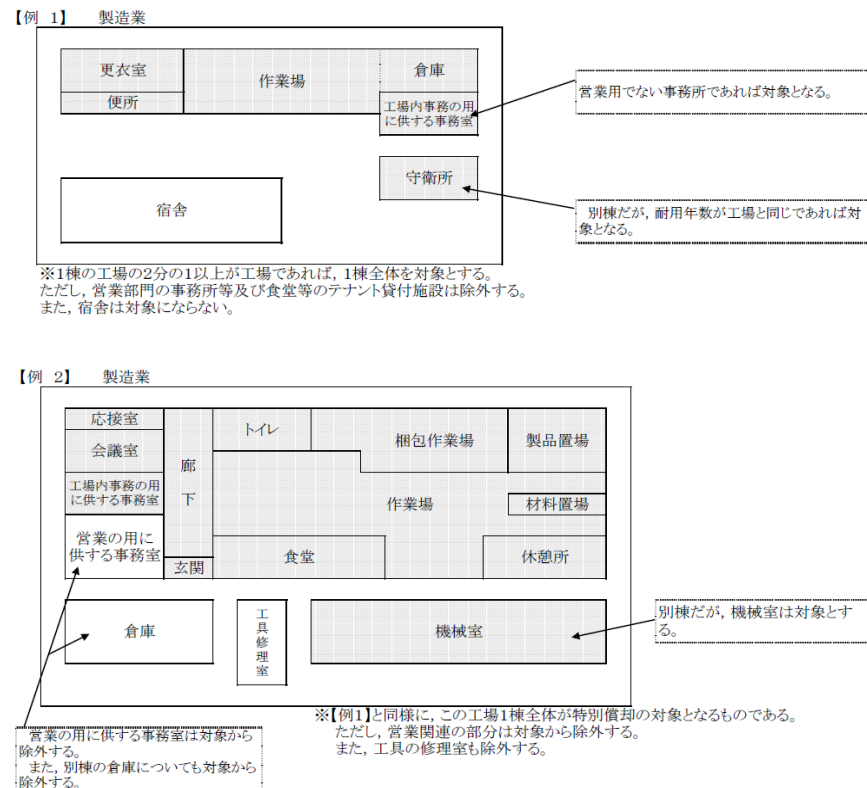 【例 1】 製造業
更衣室
便所
作業場
倉庫
工場内事務の用
に供する事務室
営業用でない事務所であれば対象となる。
守衛所
宿舎
別棟だが，耐用年数が工場と同じであれば対
象となる。
※1棟の工場の2分の1以上が工場であれば，1棟全体を対象とする。
ただし，営業部門の事務所等及び食堂等のテナント貸付施設は除外する。
また，宿舎は対象にならない。
【例 2】 製造業
応接室
会議室
工場内事務の用
に供する事務室
営業の用に
供する事務室
廊
下
玄関
トイレ
梱包作業場
製品置場
作業場
材料置場
食堂
休憩所
倉庫
工
具
修
理
室
機械室
別棟だが，機械室は対象とす
る。
※【例1】と同様に，この工場1棟全体が特別償却の対象となるものである。
ただし，営業関連の部分は対象から除外する。
また，工具の修理室も除外する。
営業の用に供する事務室は対象から
除外する。
また，別棟の倉庫についても対象から
除外する。